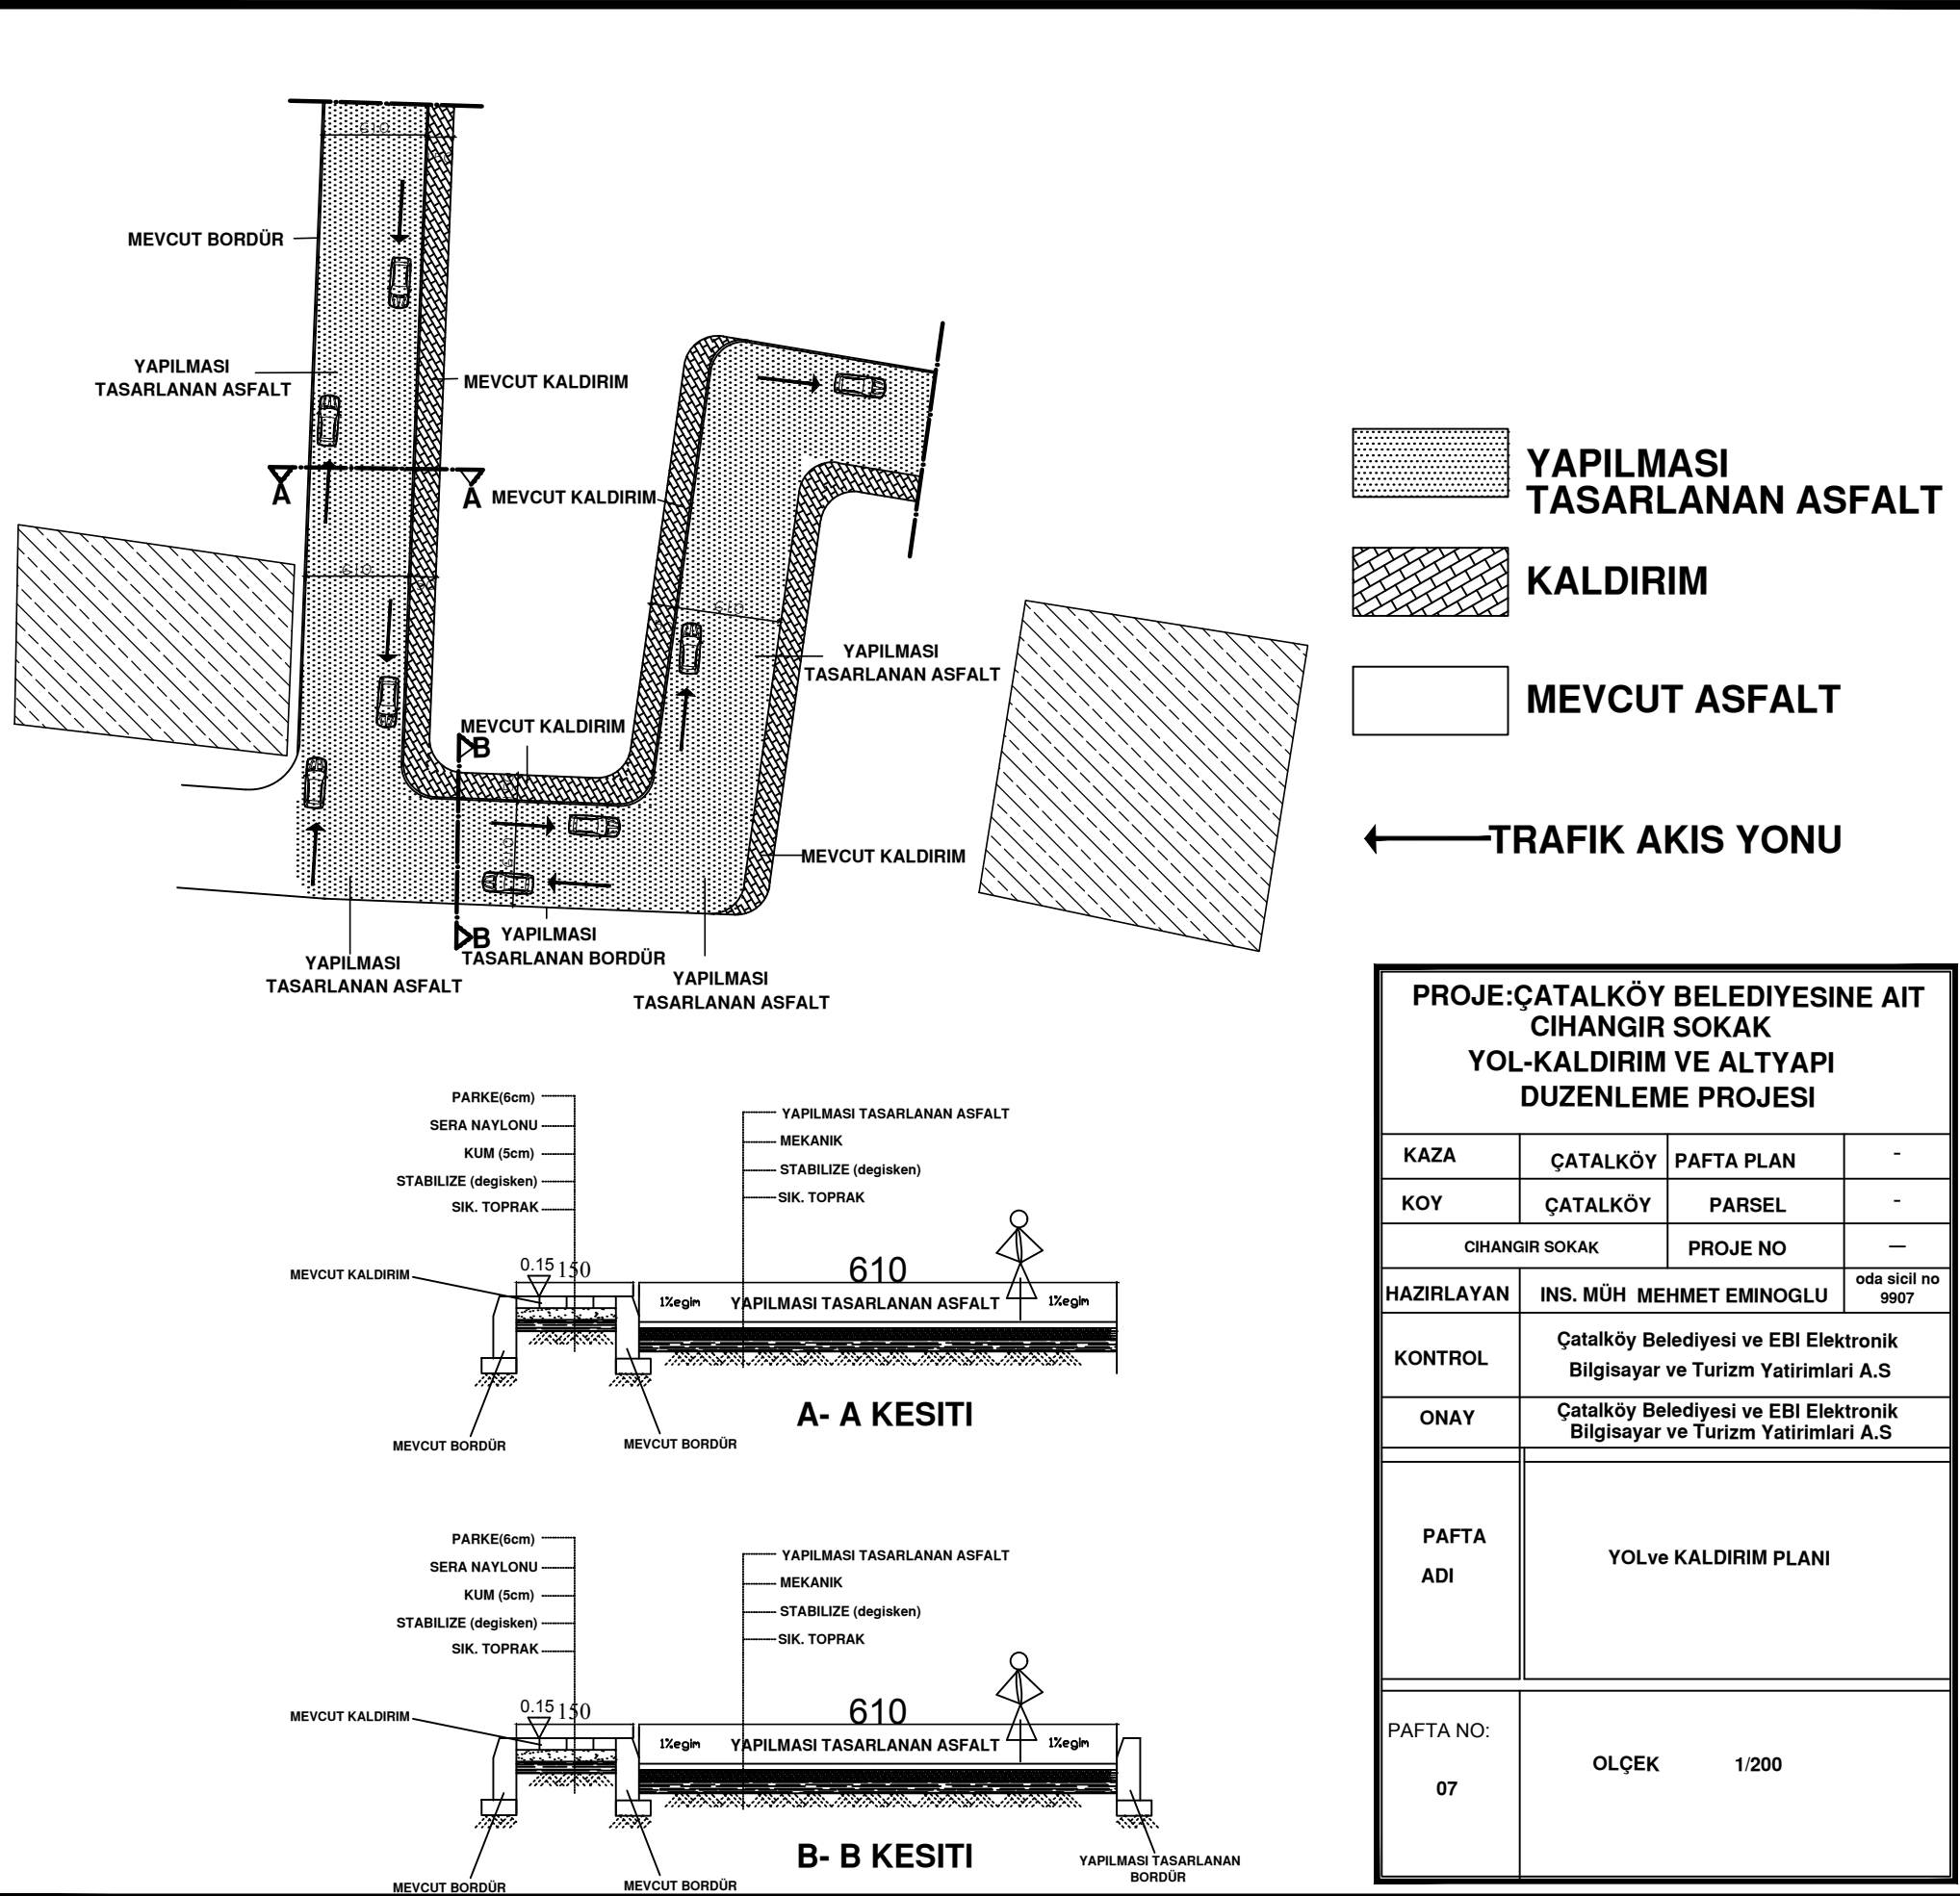 610
MEVCUT BORDÜR
YAPILMASI
TASARLANAN ASFALT
MEVCUT KALDIRIM
A
A
MEVCUT KALDIRIM
610
610
YAPILMASI
TASARLANAN ASFALT
MEVCUT KALDIRIM
B
MEVCUT KALDIRIM
B
YAPILMASI
TASARLANAN BORDÜR
YAPILMASI
TASARLANAN ASFALT
YAPILMASI
TASARLANAN ASFALT
YAPILMASI
TASARLANAN ASFALT
KALDIRIM
MEVCUT ASFALT
TRAFIK AKIS YONU
PARKE(6cm)
SERA NAYLONU
KUM (5cm)
STABILIZE (degisken)
SIK. TOPRAK
YAPILMASI TASARLANAN ASFALT
MEKANIK
STABILIZE (degisken)
SIK. TOPRAK
MEVCUT KALDIRIM
0.15
150
610
1%egim
YAPILMASI TASARLANAN ASFALT
1%egim
A- A KESITI
MEVCUT BORDÜR
MEVCUT BORDÜR
PARKE(6cm)
SERA NAYLONU
KUM (5cm)
STABILIZE (degisken)
SIK. TOPRAK
YAPILMASI TASARLANAN ASFALT
MEKANIK
STABILIZE (degisken)
SIK. TOPRAK
MEVCUT KALDIRIM
0.15
150
610
1%egim
YAPILMASI TASARLANAN ASFALT
1%egim
B- B KESITI
MEVCUT BORDÜR
MEVCUT BORDÜR
YAPILMASI TASARLANAN
BORDÜR
PROJE:ÇATALKÖY BELEDIYESINE AIT
CIHANGIR SOKAK
YOL-KALDIRIM VE ALTYAPI
DUZENLEME PROJESI
KAZA ÇATALKÖY PAFTA PLAN -
KOY ÇATALKÖY PARSEL -
CIHANGIR SOKAK PROJE NO —
HAZIRLAYAN INS. MÜH MEHMET EMINOGLU oda sicil no
9907
KONTROL
Çatalköy Belediyesi ve EBI Elektronik
Bilgisayar ve Turizm Yatirimlari A.S
ONAY
Çatalköy Belediyesi ve EBI Elektronik
Bilgisayar ve Turizm Yatirimlari A.S
PAFTA
ADI
YOLve KALDIRIM PLANI
PAFTA NO:
07
OLÇEK 1/200